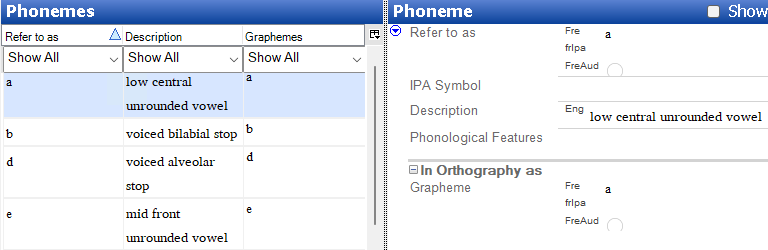 Phonemes
Refer to as Description Graphemes
Show All Show All Show All
a low central unrounded vowel a
b voiced bilabial stop b
d voiced alveolar stop d
e mid front unrounded vowel e
Phoneme Show
Refer to as Fre a
frIpa
FreAud
IPA Symbol
Description Eng low central unrounded vowel
Phonological Features
In Orthography as
Grapheme Fre a
frIpa
FreAud